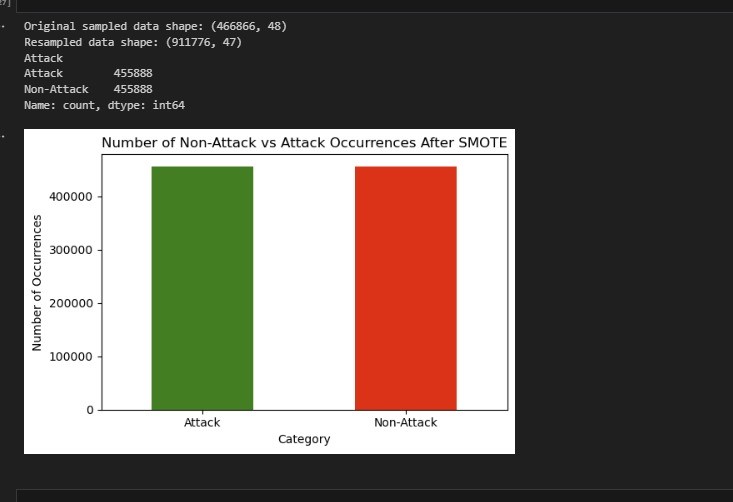 27]
Original sampled data shape: (466866, 48)
Resampled data shape: (911776, 47)
Attack
Attack 455888
Non-Attack 455888
Name: count, dtype: int64
Number of Non-Attack vs Attack Occurrences After SMOTE
Number of Occurrences
400000
300000
200000
100000
0
Attack Non-Attack
Category